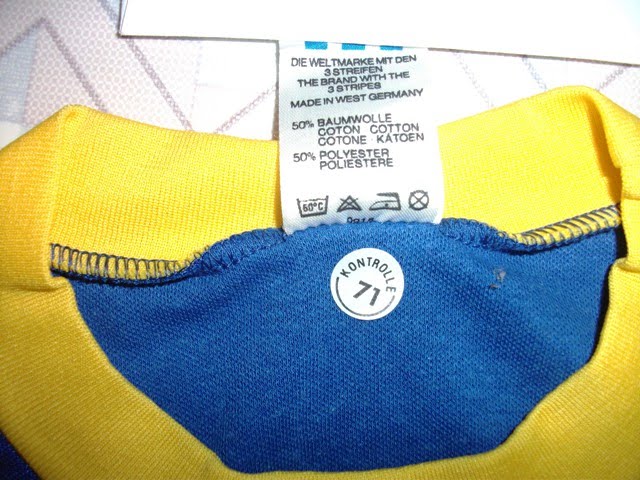 DIE WELTMARKE MIT DEN
3 STREIFEN
THE BRAND WITH THE
3 STRIPES
MADE IN WEST GERMANY
50% BAUMWOLLE
COTTON COTTON
COTONE KATOEN
50% POLYESTER
POLIESTERE
60°C
KONTROLLE
71